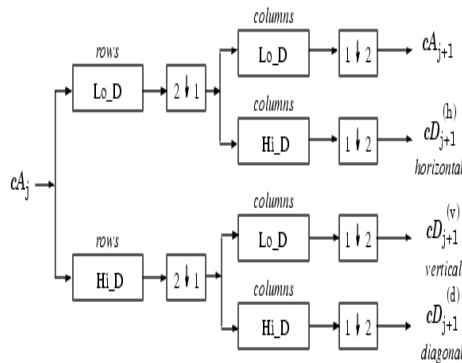 columns
Lo_D
1 ↓ 2
cA_{j+1}
rows
Lo_D
2 ↓ 1
columns
Hi_D
1 ↓ 2
cD_{j+1}^{(h)}
horizontal
cA_j
rows
Hi_D
2 ↓ 1
columns
Lo_D
1 ↓ 2
cD_{j+1}^{(v)}
vertical
columns
Hi_D
1 ↓ 2
cD_{j+1}^{(d)}
diagonal